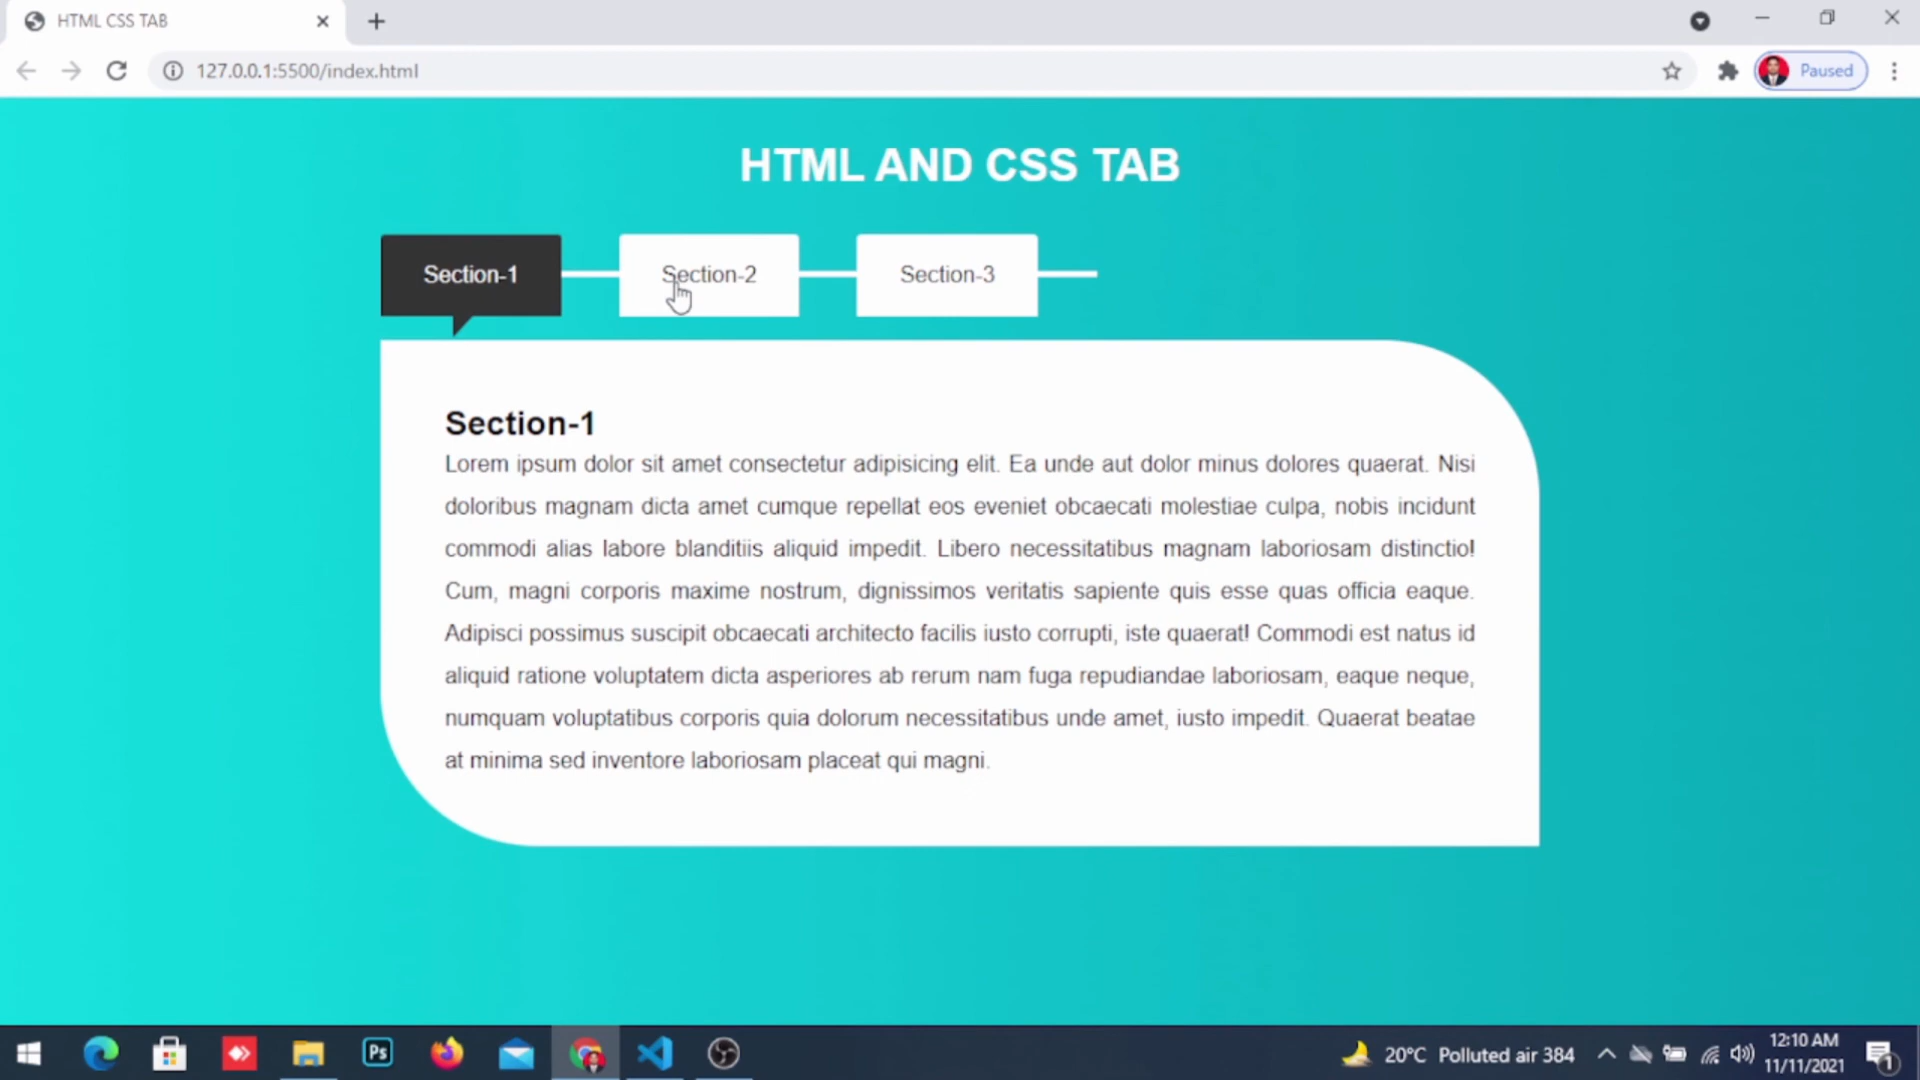 HTML CSS TAB
127.0.0.1:5500/index.html
Paused
HTML AND CSS TAB
Section-1
Section-2
Section-3
Section-1
Lorem ipsum dolor sit amet consectetur adipisicing elit. Ea unde aut dolor minus dolores quaerat. Nisi
doloribus magnam dicta amet cumque repellat eos eveniet obcaecati molestiae culpa, nobis incidunt
commodi alias labore blanditiis aliquid impedit. Libero necessitatibus magnam laboriosam distinctio!
Cum, magni corporis maxime nostrum, dignissimos veritatis sapiente quis esse quas officia eaque.
Adipisci possimus suscipit obcaecati architecto facilis iusto corrupti, iste quaerat! Commodi est natus id
aliquid ratione voluptatem dicta asperiores ab rerum nam fuga repudiandae laboriosam, eaque neque,
numquam voluptatibus corporis quia dolorum necessitatibus unde amet, iusto impedit. Quaerat beatae
at minima sed inventore laboriosam placeat qui magni.
Ps
20°C Polluted air 384
12:10 AM
11/11/2021
1